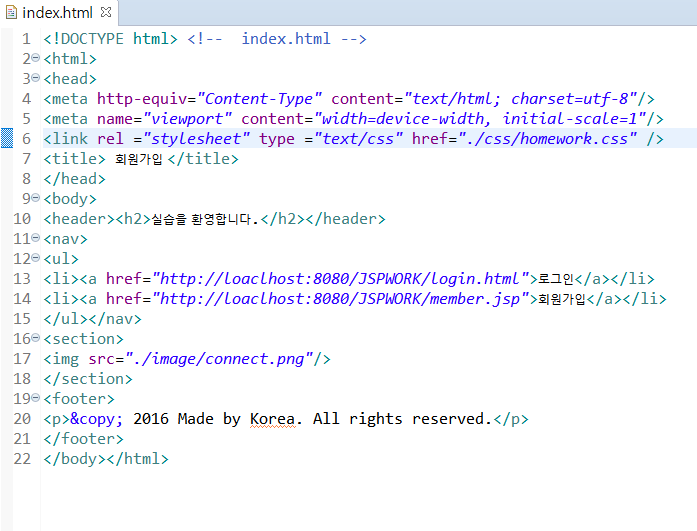 index.html
1 <!DOCTYPE html> <!--  index.html -->
2 <html>
3 <head>
4 <meta http-equiv="Content-Type" content="text/html; charset=utf-8"/>
5 <meta name="viewport" content="width=device-width, initial-scale=1"/>
6 <link rel ="stylesheet" type ="text/css" href="./css/homework.css" />
7 <title> 회원가입 </title>
8 </head>
9 <body>
10 <header><h2>실습을 환영합니다.</h2></header>
11 <nav>
12 <ul>
13 <li><a href="http://loaclhost:8080/JSPWORK/login.html">로그인</a></li>
14 <li><a href="http://loaclhost:8080/JSPWORK/member.jsp">회원가입</a></li>
15 </ul></nav>
16 <section>
17 <img src="./image/connect.png"/>
18 </section>
19 <footer>
20 <p>&copy; 2016 Made by Korea. All rights reserved.</p>
21 </footer>
22 </body></html>